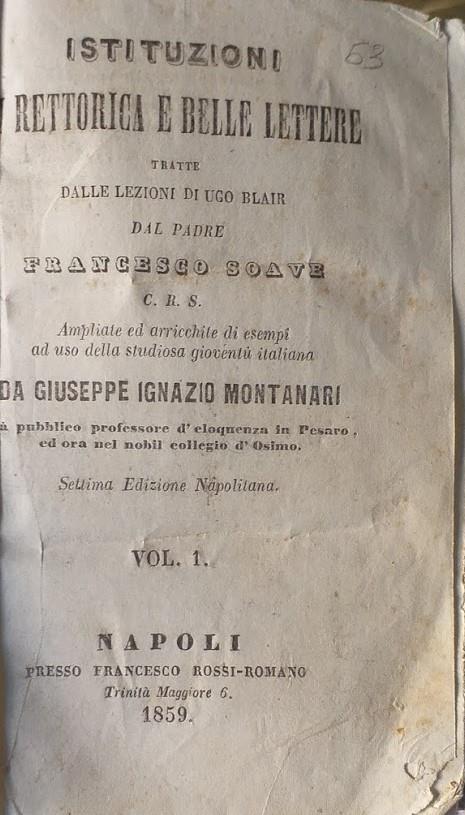 ISTITUZIONI
53
RETTORICA E BELLE LETTERE
TRATTE
DALLE LEZIONI DI UGO BLAIR
DAL PADRE
FRANCESCO SOAVE
C. R. S.
Ampliate ed arricchite di esempi
ad uso della studiosa gioventù italiana
DA GIUSEPPE IGNAZIO MONTANARI
à pubblico professore d'eloquenza in Pesaro,
ed ora nel nobil collegio d'Osimo.
Settima Edizione Napolitana.
VOL. 1.
NAPOLI
PRESSO FRANCESCO ROSSI-ROMANO
Trinità Maggiore 6.
1859.